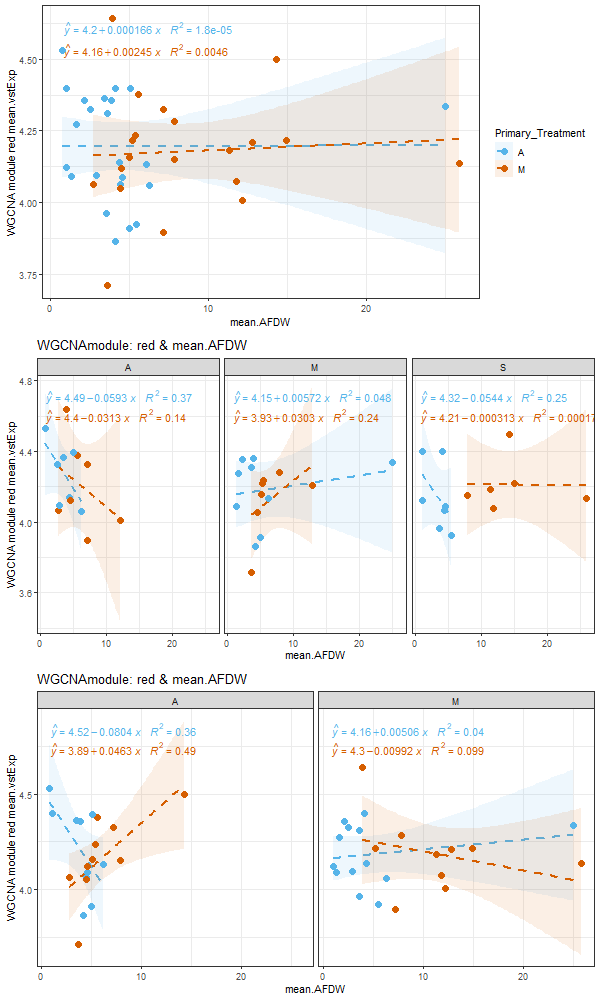 ŷ = 4.2+0.000166 x R² = 1.8e-05
ŷ = 4.16+0.00245 x R² = 0.0046
4.50
4.25
4.00
3.75
WGCNA module red mean.vstExp
0 10 20
mean.AFDW
Primary_Treatment
A
M
WGCNAmodule: red & mean.AFDW
A M S
ŷ = 4.49−0.0593 x R² = 0.37
ŷ = 4.4−0.0313 x R² = 0.14
ŷ = 4.15+0.00572 x R² = 0.048
ŷ = 3.93+0.0303 x R² = 0.24
ŷ = 4.32−0.0544 x R² = 0.25
ŷ = 4.21−0.000313 x R² = 0.00017
4.8
4.4
4.0
3.6
WGCNA module red mean.vstExp
0 10 20 0 10 20 0 10 20
mean.AFDW
WGCNAmodule: red & mean.AFDW
A M
ŷ = 4.52−0.0804 x R² = 0.36
ŷ = 3.89+0.0463 x R² = 0.49
ŷ = 4.16+0.00506 x R² = 0.04
ŷ = 4.3−0.00992 x R² = 0.099
4.5
4.0
WGCNA module red mean.vstExp
0 10 20 0 10 20
mean.AFDW